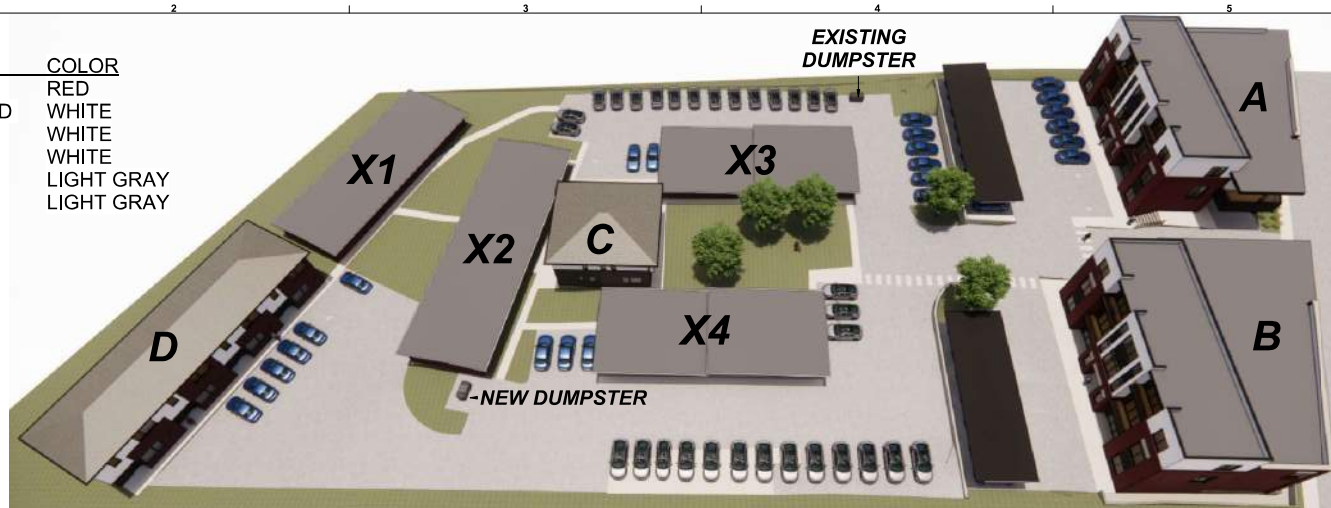 2 3 4 5
COLOR
RED
D WHITE
WHITE
WHITE
LIGHT GRAY
LIGHT GRAY
EXISTING
DUMPSTER
A
X1
X3
X2
C
D
X4
B
NEW DUMPSTER